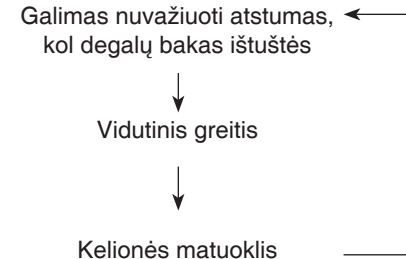 Galimas nuvažiuoti atstumas,
kol degalų bakas ištuštės
Vidutinis greitis
Kelionės matuoklis